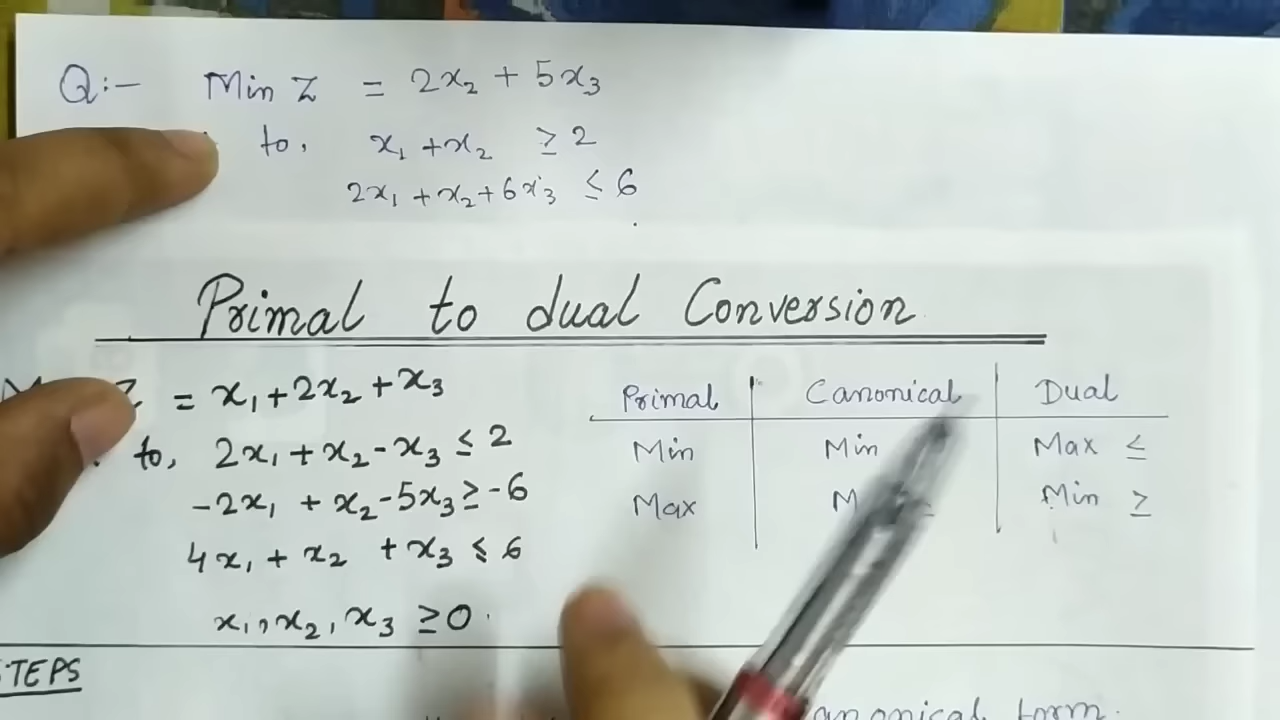 Q:- Min Z = 2x₂ + 5x₃
to, x₁ + x₂ ≥ 2
2x₁ + x₂ + 6x₃ ≤ 6
Primal to dual Conversion
Z = x₁ + 2x₂ + x₃
to, 2x₁ + x₂ - x₃ ≤ 2
-2x₁ + x₂ - 5x₃ ≥ -6
4x₁ + x₂ + x₃ ≤ 6
x₁, x₂, x₃ ≥ 0.
Primal Canonical Dual
Min Min Max ≤
Max Min ≥
STEPS
form.